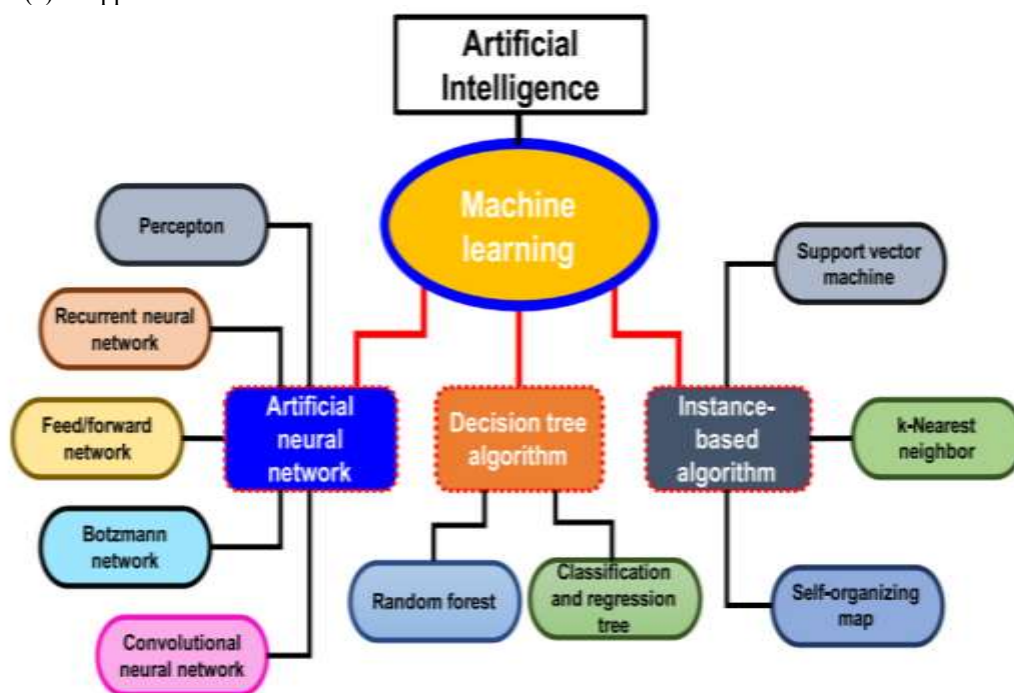 Artificial
Intelligence
Machine
learning
Percepton
Recurrent neural
network
Feed/forward
network
Botzmann
network
Convolutional
neural network
Artificial
neural
network
Decision tree
algorithm
Instance-
based
algorithm
Random forest
Classification
and regression
tree
Support vector
machine
k-Nearest
neighbor
Self-organizing
map